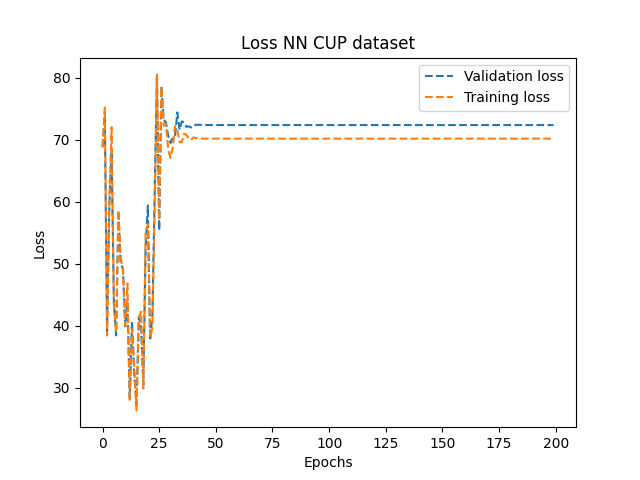 Loss NN CUP dataset
Validation loss
Training loss
80
70
60
50
40
30
Loss
0 25 50 75 100 125 150 175 200
Epochs